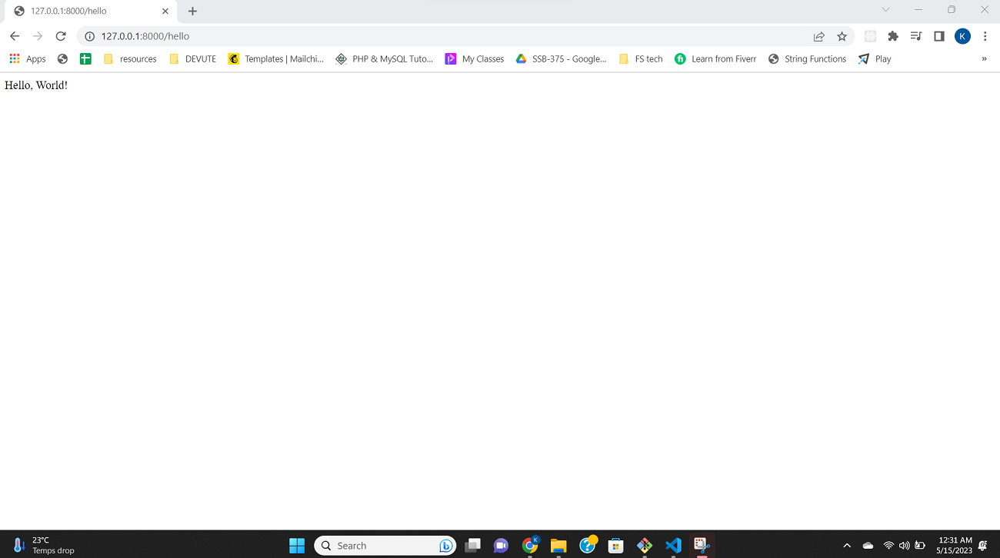 127.0.0.1:8000/hello
127.0.0.1:8000/hello
K
Apps resources DEVUTE Templates | Mailchi... PHP & MySQL Tuto... My Classes SSB-375 - Google... FS tech Learn from Fiverr String Functions Play »
Hello, World!
23°C
Temps drop
Search
K
12:31 AM
5/15/2023